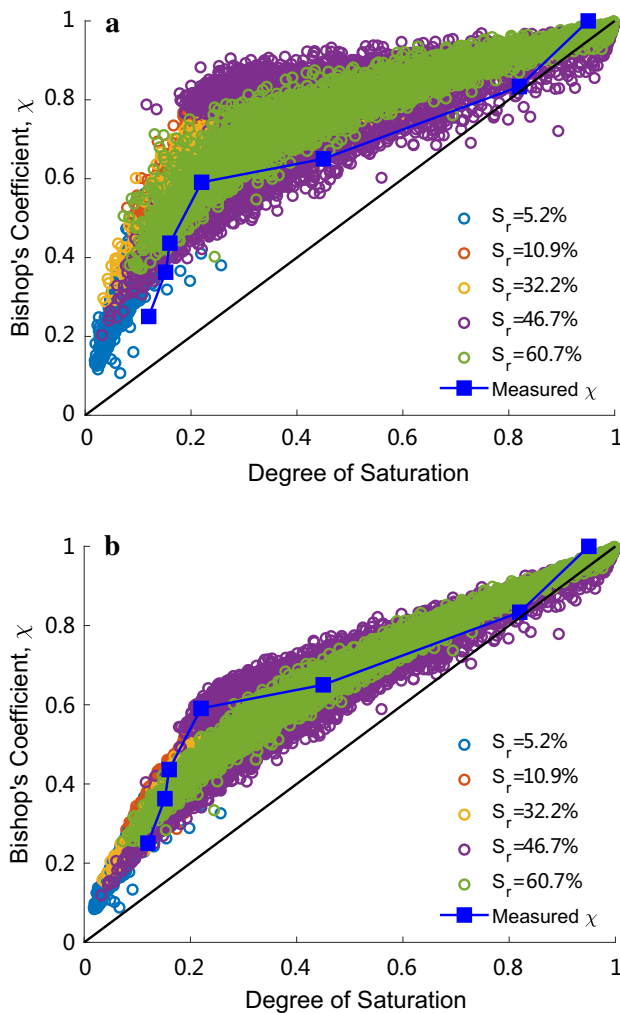 a
1
0.8
0.6
0.4
0.2
0
Bishop's Coefficient, χ
S_r=5.2%
S_r=10.9%
S_r=32.2%
S_r=46.7%
S_r=60.7%
Measured χ
0 0.2 0.4 0.6 0.8 1
Degree of Saturation
b
1
0.8
0.6
0.4
0.2
0
Bishop's Coefficient, χ
S_r=5.2%
S_r=10.9%
S_r=32.2%
S_r=46.7%
S_r=60.7%
Measured χ
0 0.2 0.4 0.6 0.8 1
Degree of Saturation